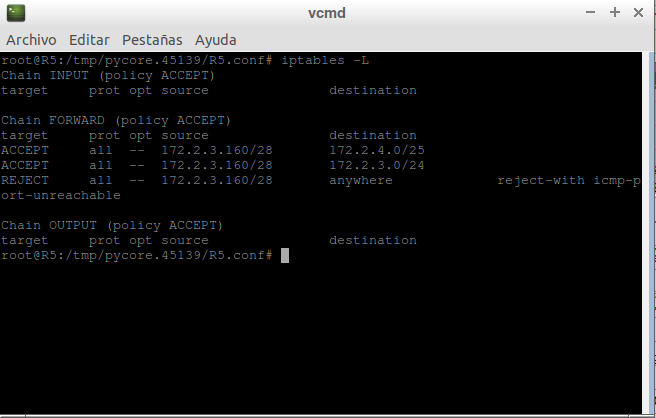 vcmd
Archivo Editar Pestañas Ayuda
root@R5:/tmp/pycore.45139/R5.conf# iptables -L
Chain INPUT (policy ACCEPT)
target     prot opt source               destination

Chain FORWARD (policy ACCEPT)
target     prot opt source               destination
ACCEPT     all  --  172.2.3.160/28       172.2.4.0/25
ACCEPT     all  --  172.2.3.160/28       172.2.3.0/24
REJECT     all  --  172.2.3.160/28       anywhere             reject-with icmp-p
ort-unreachable

Chain OUTPUT (policy ACCEPT)
target     prot opt source               destination
root@R5:/tmp/pycore.45139/R5.conf#